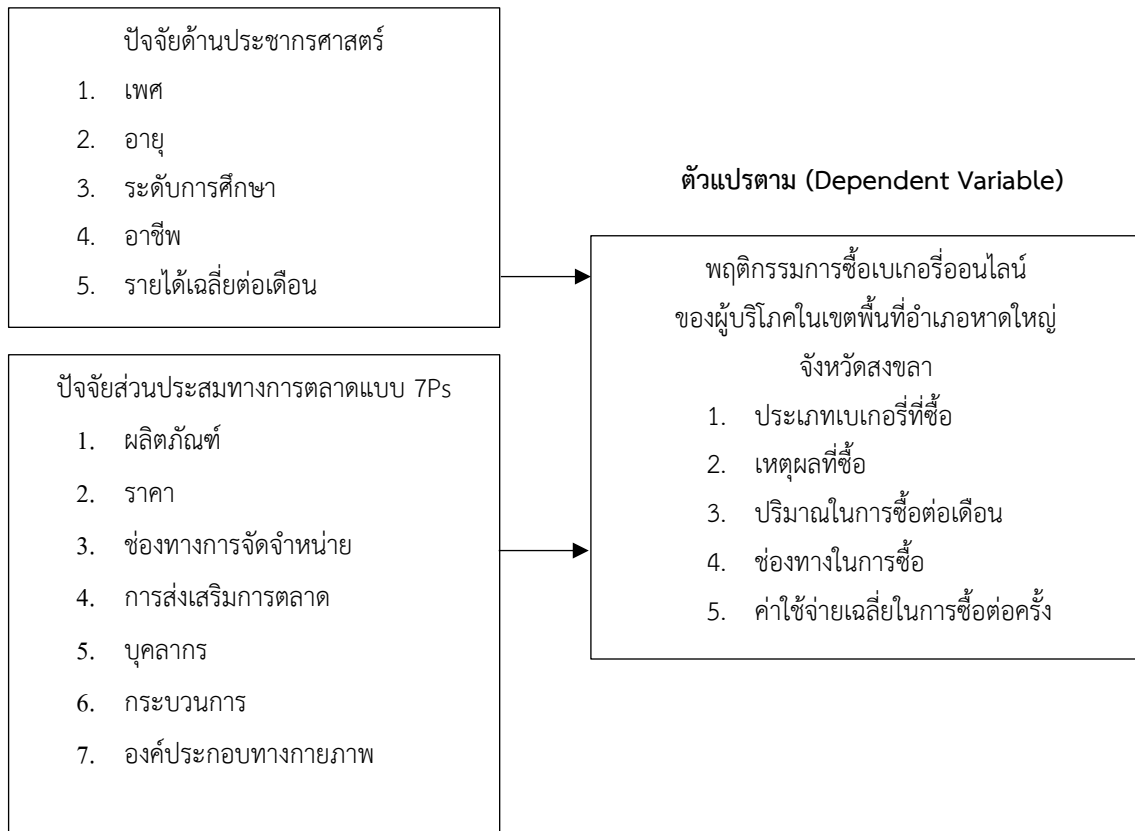 ปัจจัยด้านประชากรศาสตร์
1. เพศ
2. อายุ
3. ระดับการศึกษา
4. อาชีพ
5. รายได้เฉลี่ยต่อเดือน
ปัจจัยส่วนประสมทางการตลาดแบบ 7Ps
1. ผลิตภัณฑ์
2. ราคา
3. ช่องทางการจัดจำหน่าย
4. การส่งเสริมการตลาด
5. บุคลากร
6. กระบวนการ
7. องค์ประกอบทางกายภาพ
ตัวแปรตาม (Dependent Variable)
พฤติกรรมการซื้อเบเกอรี่ออนไลน์
ของผู้บริโภคในเขตพื้นที่อำเภอหาดใหญ่
จังหวัดสงขลา
1. ประเภทเบเกอรี่ที่ซื้อ
2. เหตุผลที่ซื้อ
3. ปริมาณในการซื้อต่อเดือน
4. ช่องทางในการซื้อ
5. ค่าใช้จ่ายเฉลี่ยในการซื้อต่อครั้ง